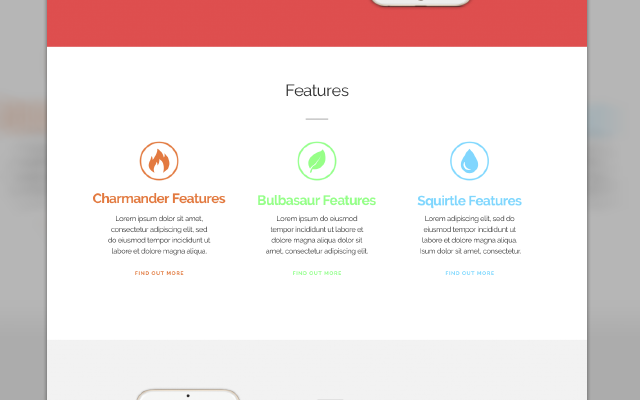 Features
Charmander Features
Lorem ipsum dolor sit amet,
consectetur elit adipiscing elit, sed
do eiusmod tempor incididunt ut
labore et dolore magna aliqua.
FIND OUT MORE
Bulbasaur Features
Lorem ipsum do eiusmod
tempor incididunt ut labore et
dolore magna aliqua dolor sit
amet, consectetur adipiscing elit.
FIND OUT MORE
Squirtle Features
Lorem adipiscing elit, sed do
eiusmod tempor incididunt ut
labore et dolore magna aliqua.
Isum dolor sit amet, consectetur.
FIND OUT MORE